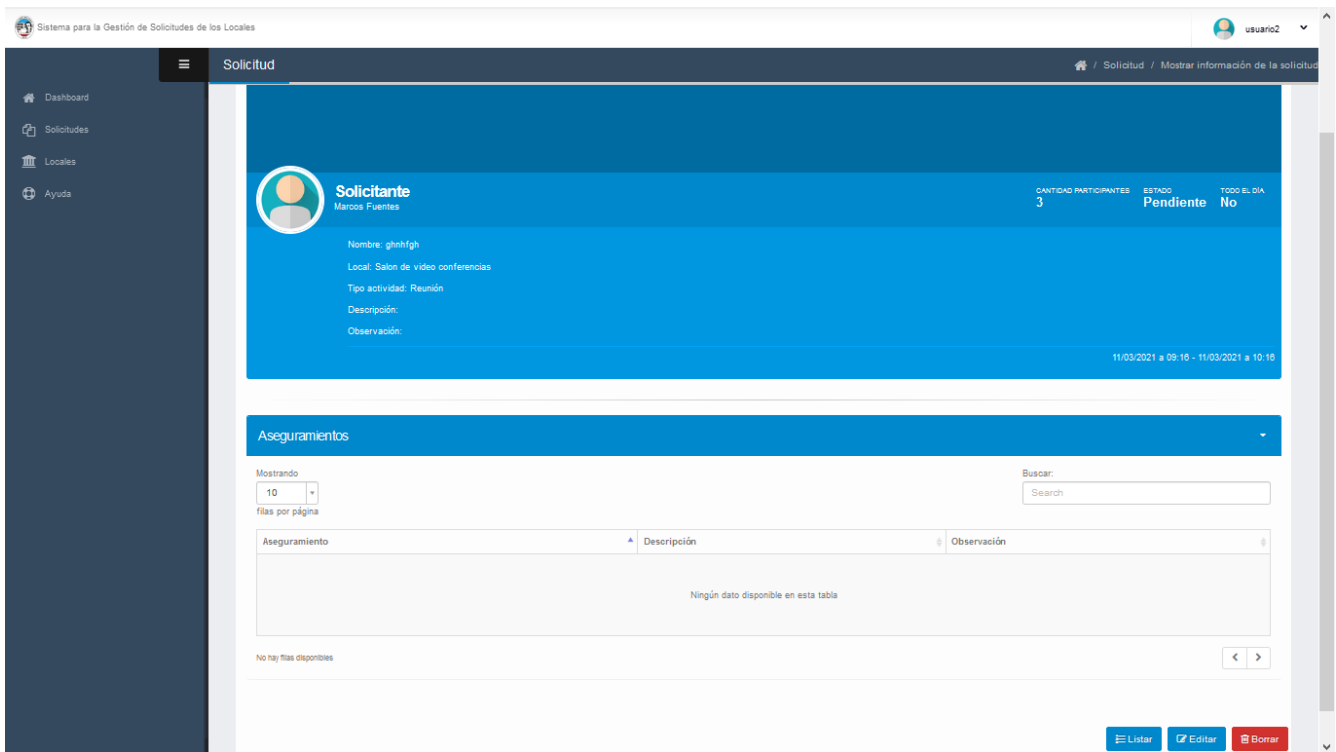 Sistema para la Gestión de Solicitudes de los Locales
usuario2
Solicitud
/ Solicitud / Mostrar información de la solicitud
Dashboard
Solicitudes
Locales
Ayuda
Solicitante
Marcos Fuentes
CANTIDAD PARTICIPANTES ESTADO TODO EL DÍA
3 Pendiente No
Nombre: ghnhfgh
Local: Salon de video conferencias
Tipo actividad: Reunión
Descripción:
Observación:
11/03/2021 a 09:16 - 11/03/2021 a 10:16
Aseguramientos
Mostrando
10
filas por página
Buscar:
Search
Aseguramiento Descripción Observación
Ningún dato disponible en esta tabla
No hay filas disponibles
Listar Editar Borrar